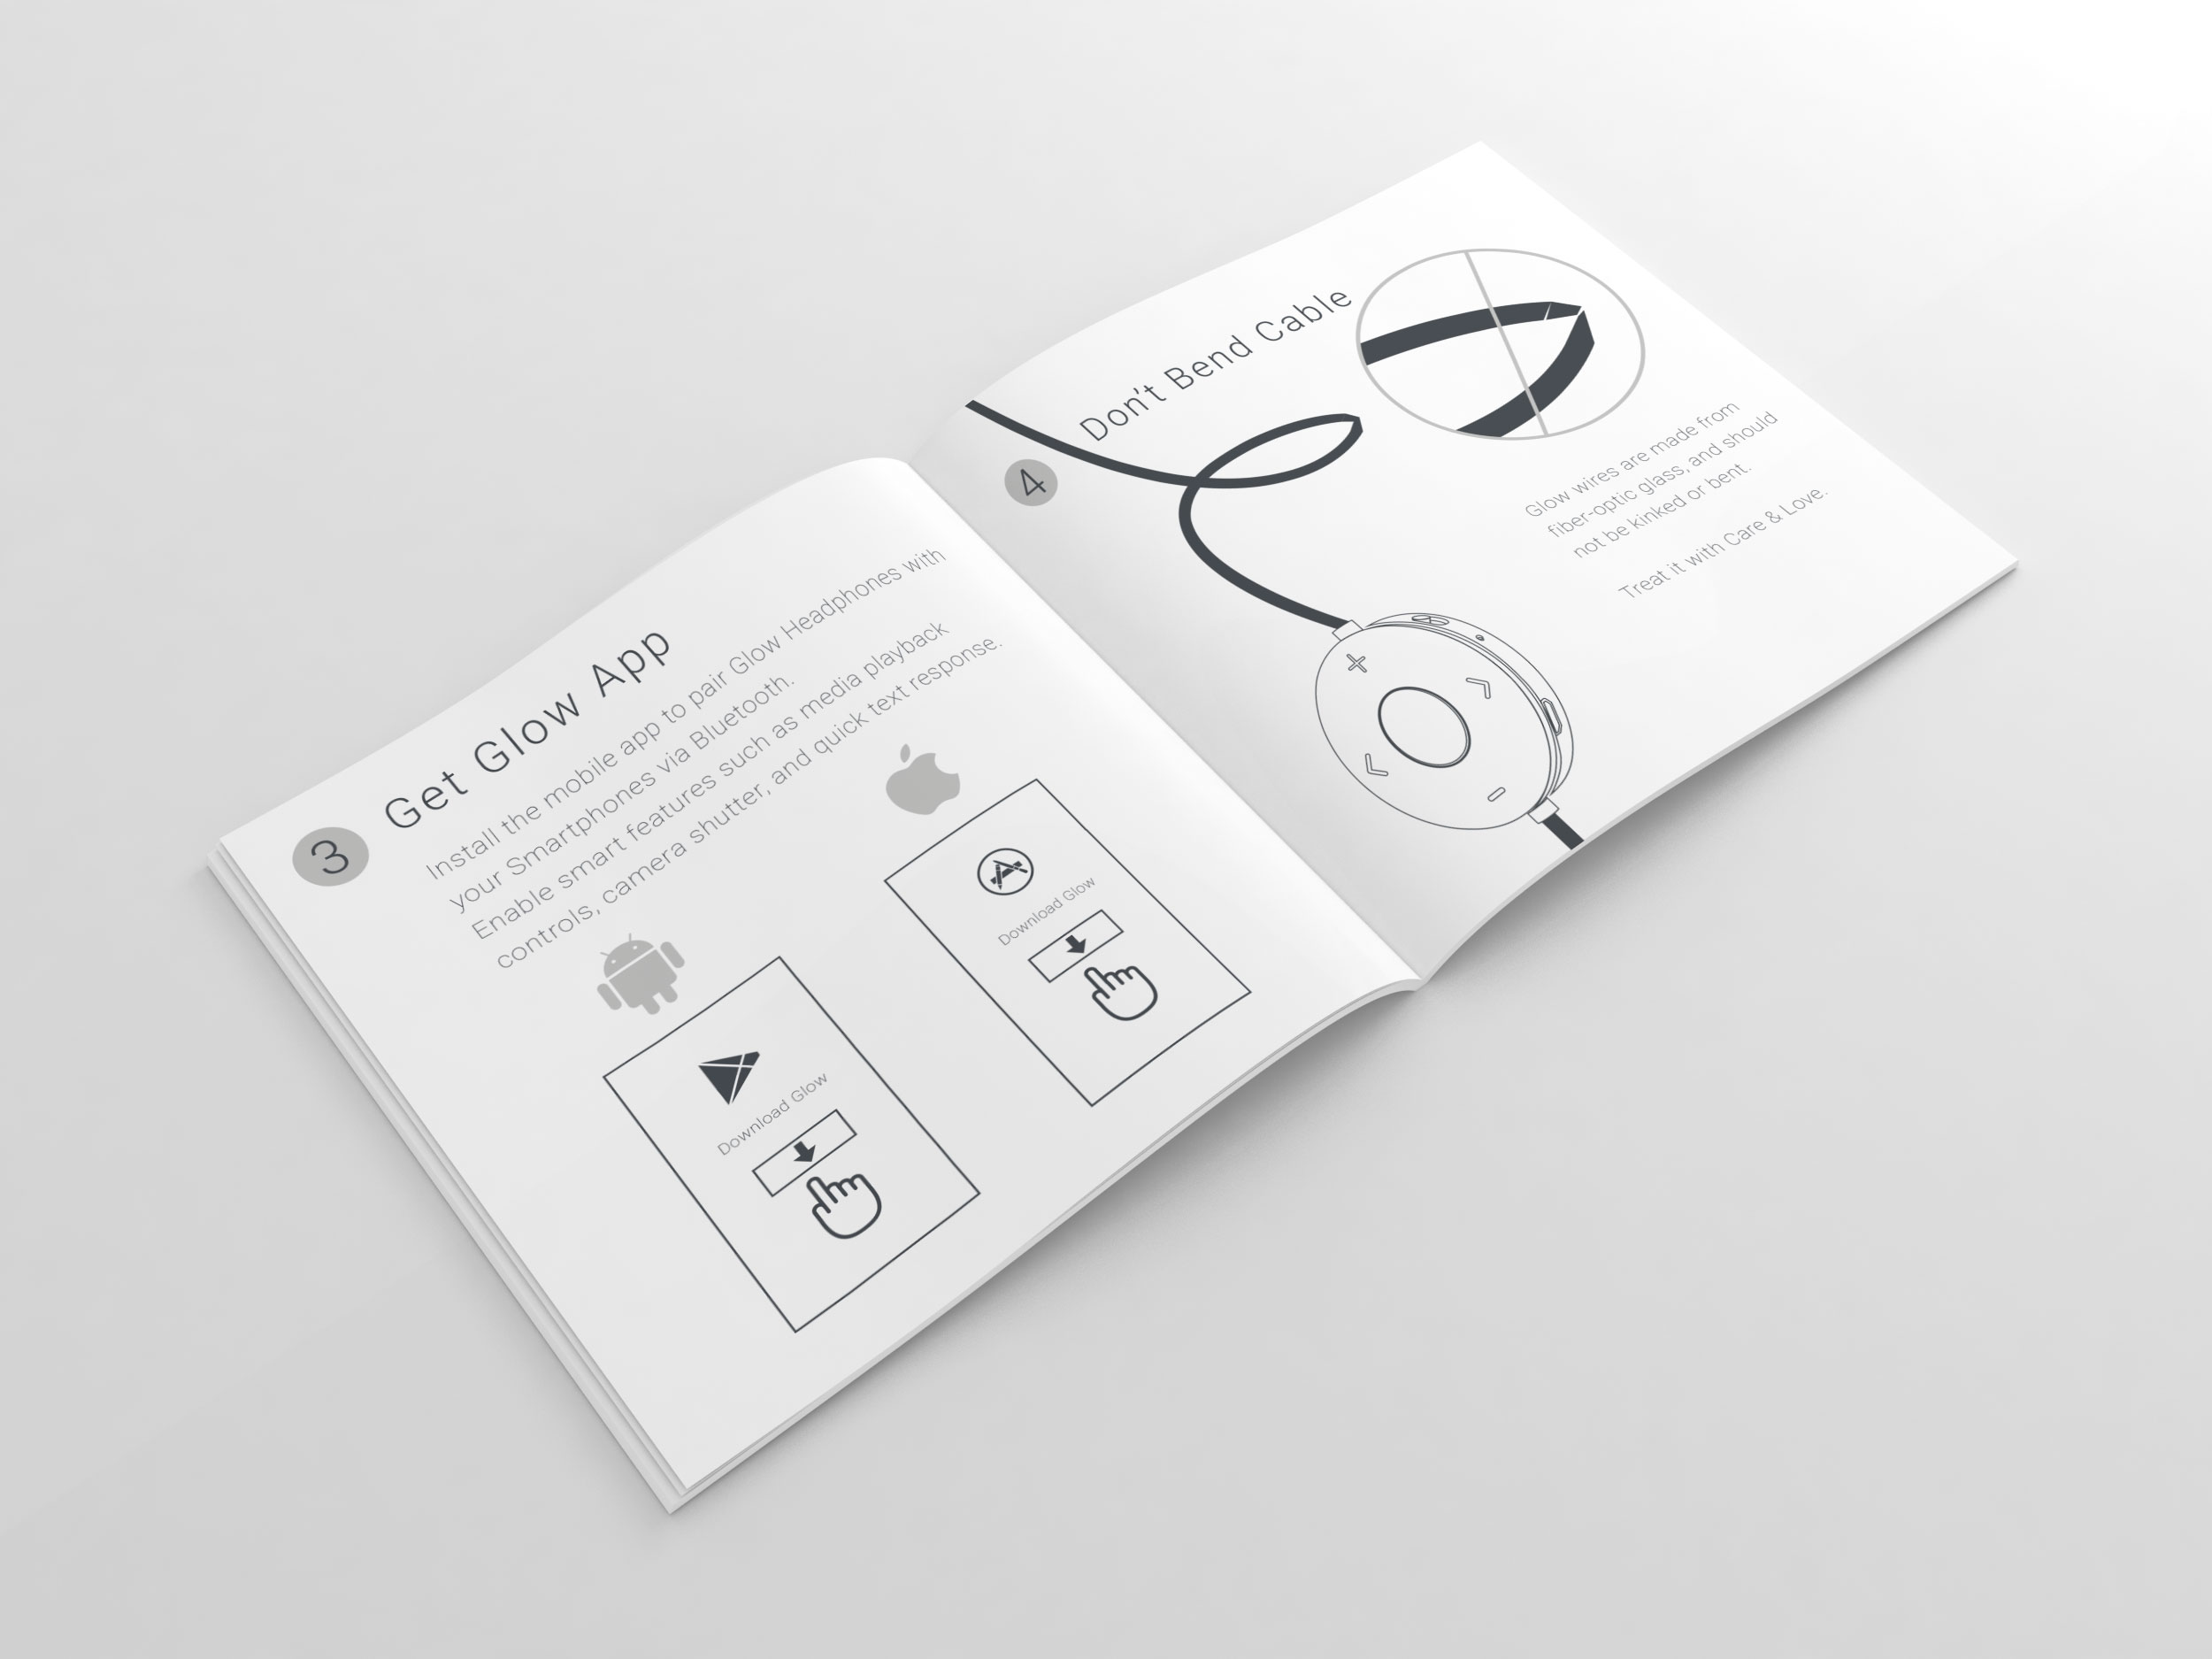 3
Get Glow App
Install the mobile app to pair Glow Headphones with
your Smartphones via Bluetooth.
Enable smart features such as media playback
controls, camera shutter, and quick text response.
Download Glow
Download Glow
4
Don't Bend Cable
Glow wires are made from
fiber-optic glass, and should
not be kinked or bent.
Treat it with Care & Love.